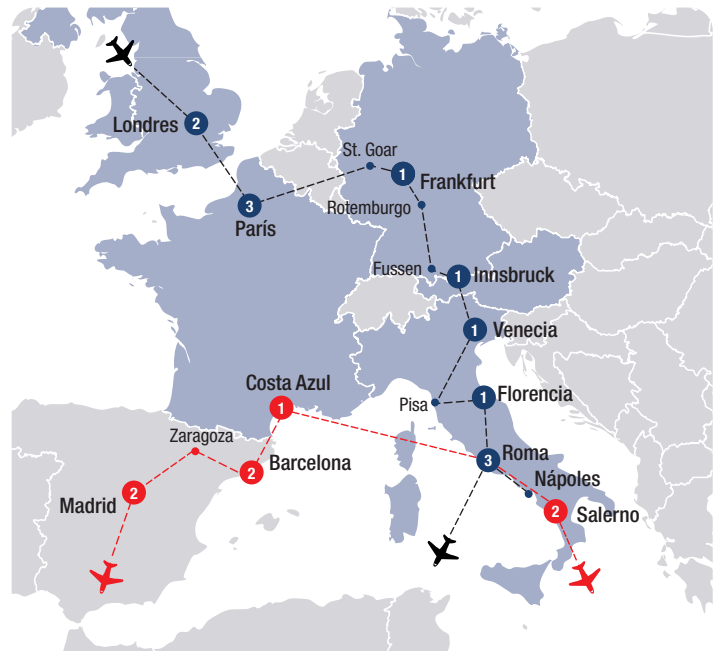 Londres 2
3
París
St. Goar
1
Frankfurt
Rotemburgo
Fussen
1 Innsbruck
1 Venecia
Costa Azul
1
Pisa
1 Florencia
Zaragoza
Roma
3
Barcelona
2
Nápoles
Madrid 2
2 Salerno